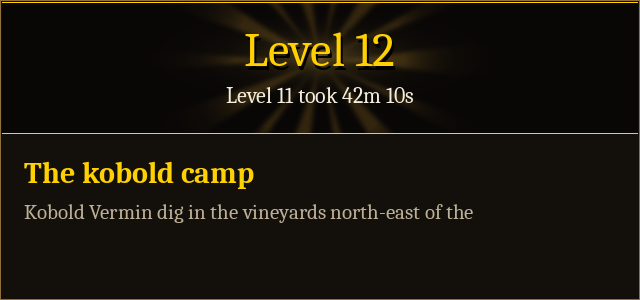 Level 12
Level 11 took 42m 10s
The kobold camp
Kobold Vermin dig in the vineyards north-east of the